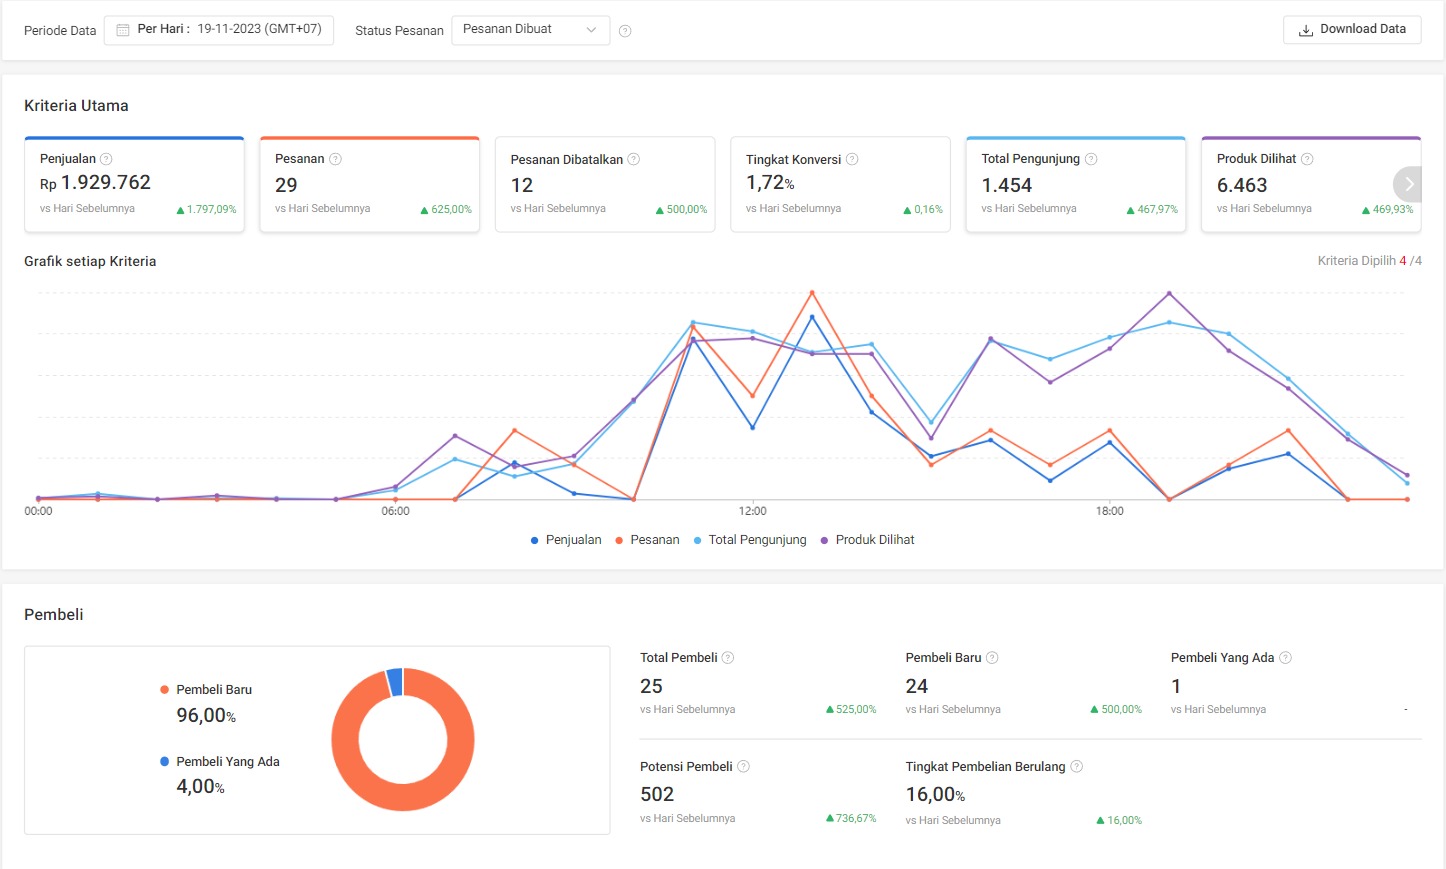 Periode Data Per Hari : 19-11-2023 (GMT+07) Status Pesanan Pesanan Dibuat Download Data
Kriteria Utama
Penjualan
Rp 1.929.762
vs Hari Sebelumnya 1.797,09%
Pesanan
29
vs Hari Sebelumnya 625,00%
Pesanan Dibatalkan
12
vs Hari Sebelumnya 500,00%
Tingkat Konversi
1,72%
vs Hari Sebelumnya 0,16%
Total Pengunjung
1.454
vs Hari Sebelumnya 467,97%
Produk Dilihat
6.463
vs Hari Sebelumnya 469,93%
Grafik setiap Kriteria Kriteria Dipilih 4 /4
00:00 06:00 12:00 18:00
Penjualan Pesanan Total Pengunjung Produk Dilihat
Pembeli
Pembeli Baru
96,00%
Pembeli Yang Ada
4,00%
Total Pembeli
25
vs Hari Sebelumnya 525,00%
Pembeli Baru
24
vs Hari Sebelumnya 500,00%
Pembeli Yang Ada
1
vs Hari Sebelumnya -
Potensi Pembeli
502
vs Hari Sebelumnya 736,67%
Tingkat Pembelian Berulang
16,00%
vs Hari Sebelumnya 16,00%